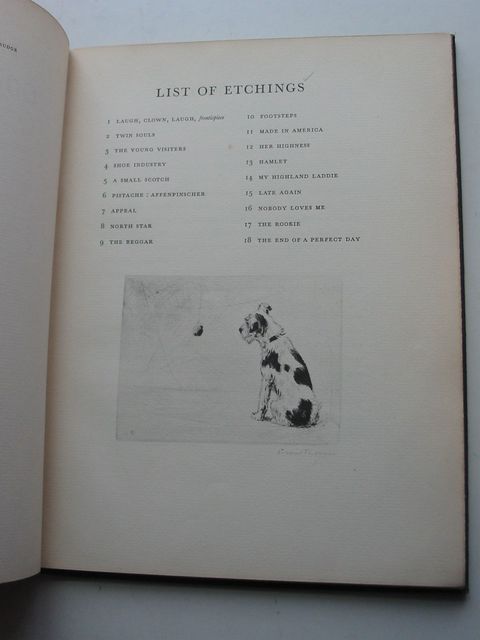 LIST OF ETCHINGS
1 LAUGH, CLOWN, LAUGH, frontispiece
2 TWIN SOULS
3 THE YOUNG VISITERS
4 SHOE INDUSTRY
5 A SMALL SCOTCH
6 PISTACHE : AFFENPINSCHER
7 APPEAL
8 NORTH STAR
9 THE BEGGAR
10 FOOTSTEPS
11 MADE IN AMERICA
12 HER HIGHNESS
13 HAMLET
14 MY HIGHLAND LADDIE
15 LATE AGAIN
16 NOBODY LOVES ME
17 THE ROOKIE
18 THE END OF A PERFECT DAY